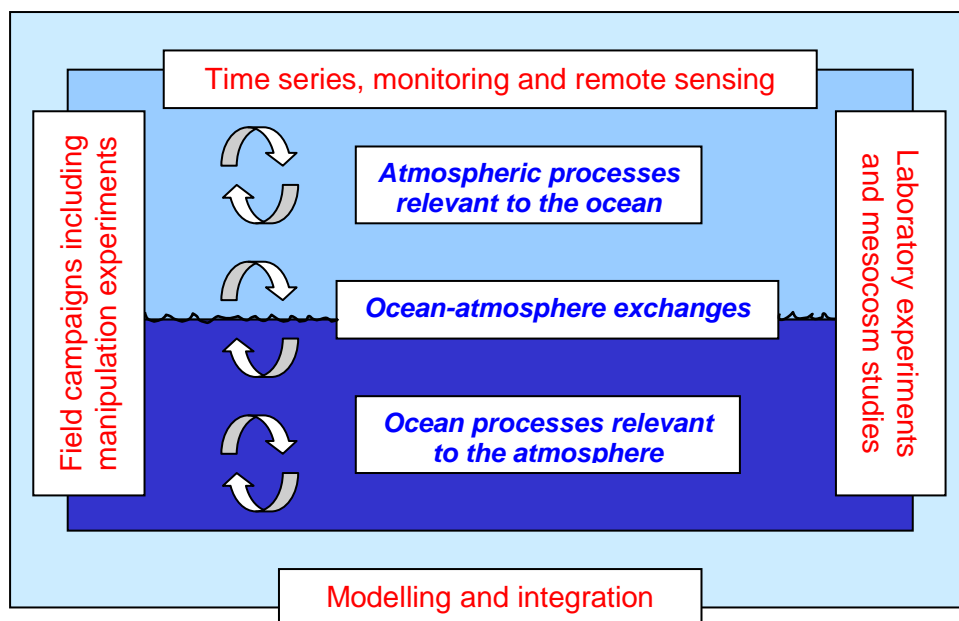 Time series, monitoring and remote sensing
Field campaigns including
manipulation experiments
Atmospheric processes
relevant to the ocean
Ocean-atmosphere exchanges
Ocean processes relevant
to the atmosphere
Laboratory experiments
and mesocosm studies
Modelling and integration